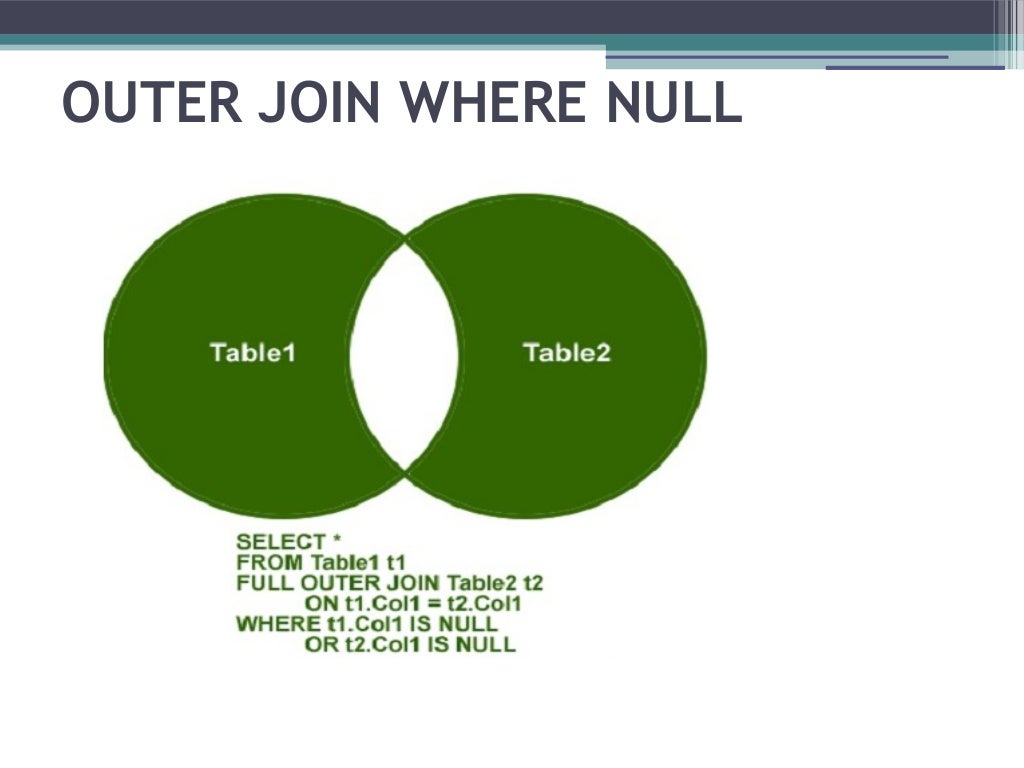 OUTER JOIN WHERE NULL
Table1
Table2
SELECT *
FROM Table1 t1
FULL OUTER JOIN Table2 t2
ON t1.Col1 = t2.Col1
WHERE t1.Col1 IS NULL
OR t2.Col1 IS NULL